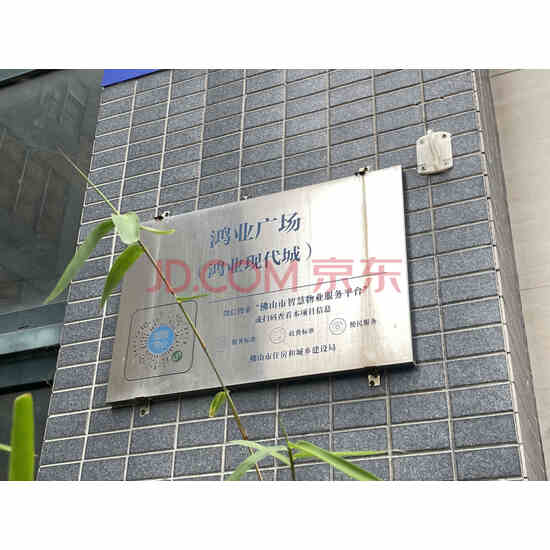 鸿业广场
鸿业现代城）
JD.COM 京东
微信搜索“佛山市智慧物业服务平台”
或扫码查看本项目信息
服务标准 收费标准 便民服务
佛山市住房和城乡建设局